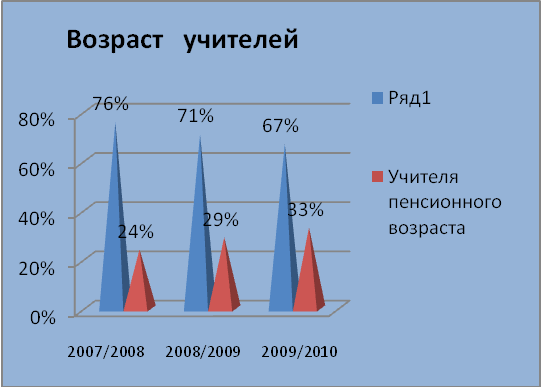 Возраст учителей
76%
71%
67%
24%
29%
33%
80%
60%
40%
20%
0%
2007/2008 2008/2009 2009/2010
Ряд1
Учителя
пенсионного
возраста